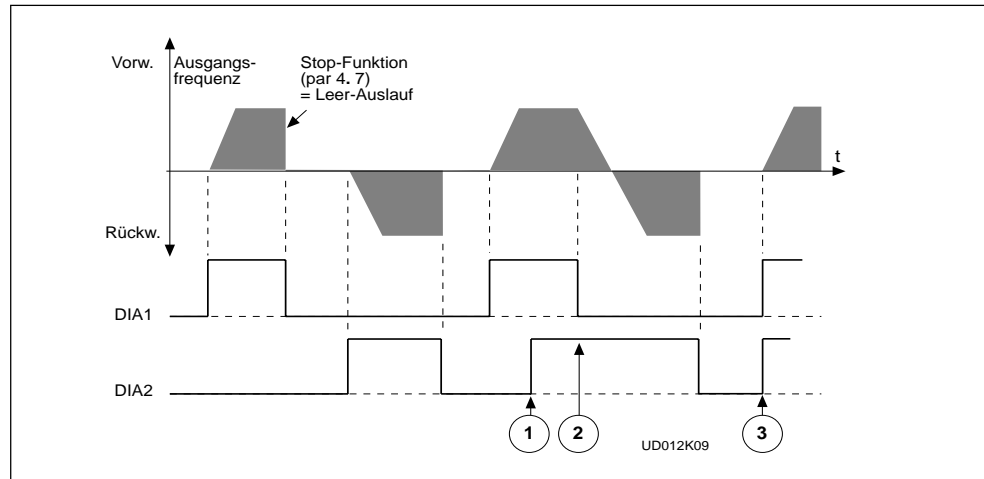 Vorw.
Ausgangs-
frequenz
Stop-Funktion
(par 4. 7)
= Leer-Auslauf
t
Rückw.
DIA1
DIA2
1
2
3
UD012K09